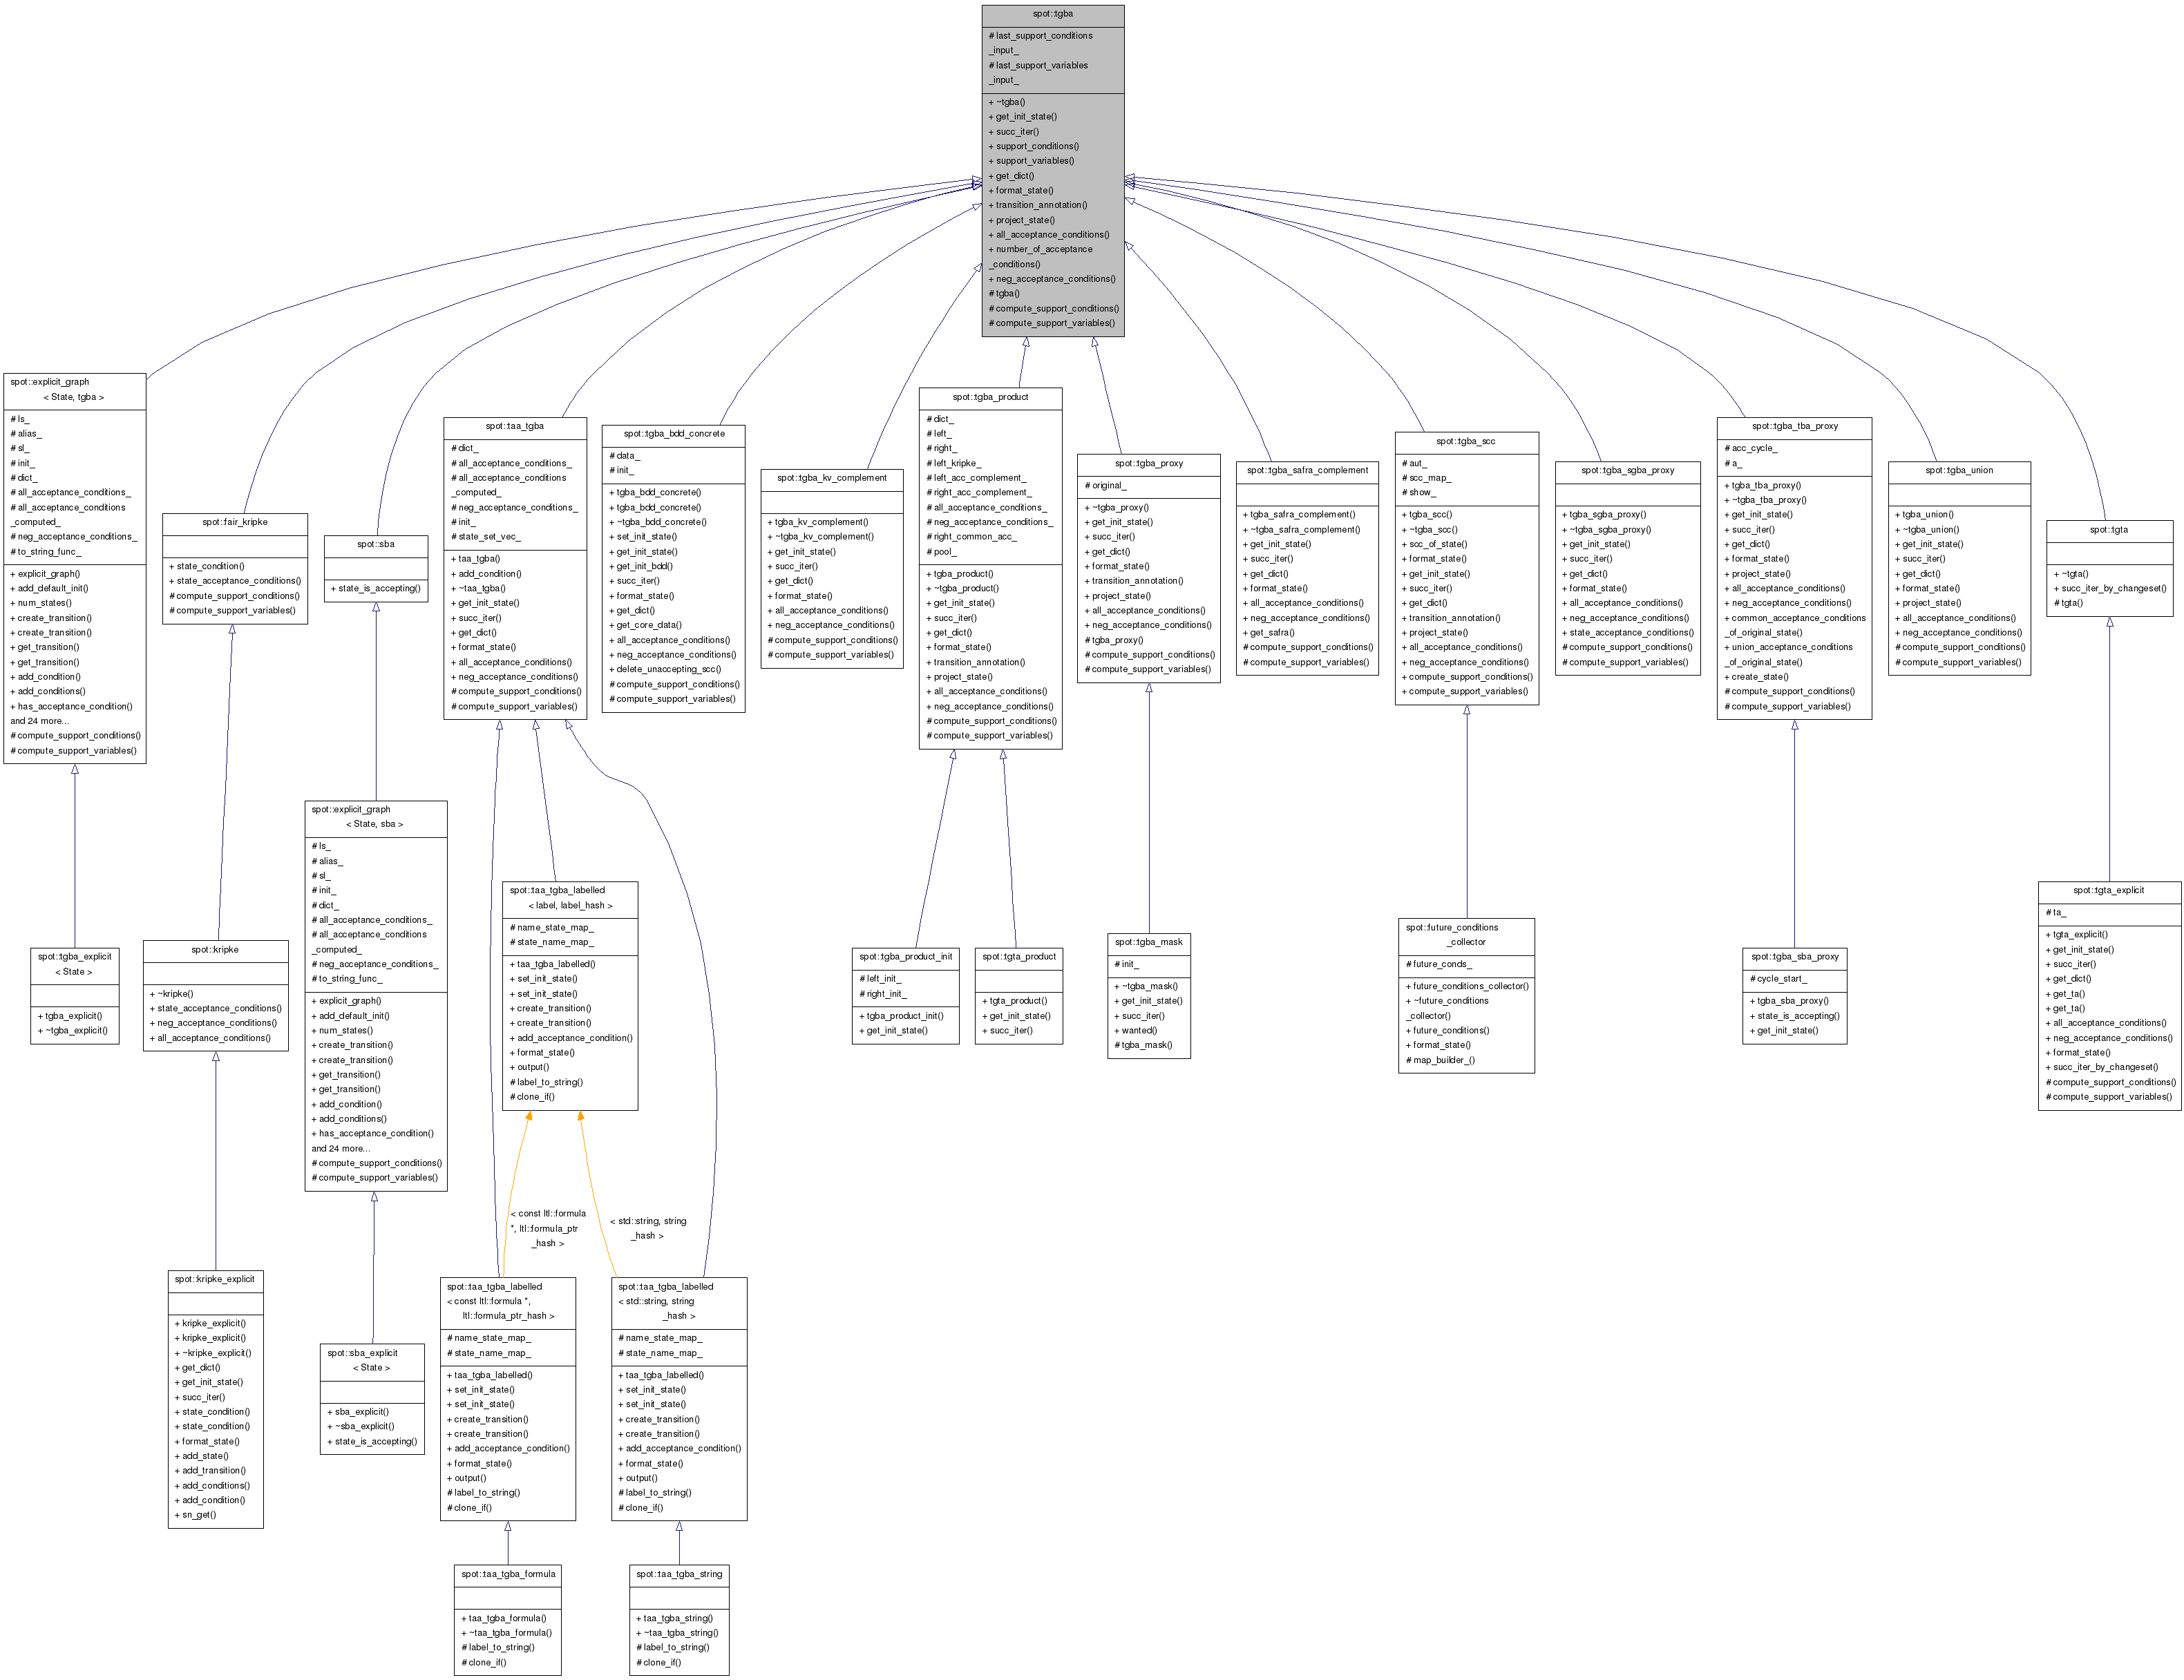 spot::tgba
# last_support_conditions
_input_
# last_support_variables
_input_
+ ~tgba()
+ get_init_state()
+ succ_iter()
+ support_conditions()
+ support_variables()
+ get_dict()
+ format_state()
+ transition_annotation()
+ project_state()
+ all_acceptance_conditions()
+ number_of_acceptance
_conditions()
+ neg_acceptance_conditions()
# tgba()
# compute_support_conditions()
# compute_support_variables()
spot::explicit_graph
< State, tgba >
# ls_
# alias_
# sl_
# init_
# dict_
# all_acceptance_conditions_
# all_acceptance_conditions
_computed_
# neg_acceptance_conditions_
# to_string_func_
+ explicit_graph()
+ add_default_init()
+ num_states()
+ create_transition()
+ create_transition()
+ get_transition()
+ get_transition()
+ add_condition()
+ add_conditions()
+ has_acceptance_condition()
and 24 more...
# compute_support_conditions()
# compute_support_variables()
spot::fair_kripke
+ state_condition()
+ state_acceptance_conditions()
# compute_support_conditions()
# compute_support_variables()
spot::sba
+ state_is_accepting()
spot::taa_tgba
# dict_
# all_acceptance_conditions_
# all_acceptance_conditions
_computed_
# neg_acceptance_conditions_
# init_
# state_set_vec_
+ taa_tgba()
+ add_condition()
+ ~taa_tgba()
+ get_init_state()
+ succ_iter()
+ get_dict()
+ format_state()
+ all_acceptance_conditions()
+ neg_acceptance_conditions()
# compute_support_conditions()
# compute_support_variables()
spot::tgba_bdd_concrete
# data_
# init_
+ tgba_bdd_concrete()
+ tgba_bdd_concrete()
+ ~tgba_bdd_concrete()
+ set_init_state()
+ get_init_state()
+ get_init_bdd()
+ succ_iter()
+ format_state()
+ get_dict()
+ get_core_data()
+ all_acceptance_conditions()
+ neg_acceptance_conditions()
+ delete_unaccepting_scc()
# compute_support_conditions()
# compute_support_variables()
spot::tgba_kv_complement
+ tgba_kv_complement()
+ ~tgba_kv_complement()
+ get_init_state()
+ succ_iter()
+ get_dict()
+ format_state()
+ all_acceptance_conditions()
+ neg_acceptance_conditions()
# compute_support_conditions()
# compute_support_variables()
spot::tgba_product
# dict_
# left_
# right_
# left_kripke_
# left_acc_complement_
# right_acc_complement_
# all_acceptance_conditions_
# neg_acceptance_conditions_
# right_common_acc_
# pool_
+ tgba_product()
+ ~tgba_product()
+ get_init_state()
+ succ_iter()
+ get_dict()
+ format_state()
+ transition_annotation()
+ project_state()
+ all_acceptance_conditions()
+ neg_acceptance_conditions()
# compute_support_conditions()
# compute_support_variables()
spot::tgba_proxy
# original_
+ ~tgba_proxy()
+ get_init_state()
+ succ_iter()
+ get_dict()
+ format_state()
+ transition_annotation()
+ project_state()
+ all_acceptance_conditions()
+ neg_acceptance_conditions()
# tgba_proxy()
# compute_support_conditions()
# compute_support_variables()
spot::tgba_safra_complement
+ tgba_safra_complement()
+ ~tgba_safra_complement()
+ get_init_state()
+ succ_iter()
+ get_dict()
+ format_state()
+ all_acceptance_conditions()
+ neg_acceptance_conditions()
+ get_safra()
# compute_support_conditions()
# compute_support_variables()
spot::tgba_scc
# aut_
# scc_map_
# show_
+ tgba_scc()
+ ~tgba_scc()
+ scc_of_state()
+ format_state()
+ get_init_state()
+ succ_iter()
+ get_dict()
+ transition_annotation()
+ project_state()
+ all_acceptance_conditions()
+ neg_acceptance_conditions()
+ compute_support_conditions()
+ compute_support_variables()
spot::tgba_sgba_proxy
+ tgba_sgba_proxy()
+ ~tgba_sgba_proxy()
+ get_init_state()
+ succ_iter()
+ get_dict()
+ format_state()
+ all_acceptance_conditions()
+ neg_acceptance_conditions()
+ state_acceptance_conditions()
# compute_support_conditions()
# compute_support_variables()
spot::tgba_tba_proxy
# acc_cycle_
# a_
+ tgba_tba_proxy()
+ ~tgba_tba_proxy()
+ get_init_state()
+ succ_iter()
+ get_dict()
+ format_state()
+ project_state()
+ all_acceptance_conditions()
+ neg_acceptance_conditions()
+ common_acceptance_conditions
_of_original_state()
+ union_acceptance_conditions
_of_original_state()
+ create_state()
# compute_support_conditions()
# compute_support_variables()
spot::tgba_union
+ tgba_union()
+ ~tgba_union()
+ get_init_state()
+ succ_iter()
+ get_dict()
+ format_state()
+ project_state()
+ all_acceptance_conditions()
+ neg_acceptance_conditions()
# compute_support_conditions()
# compute_support_variables()
spot::tgta
+ ~tgta()
+ succ_iter_by_changeset()
# tgta()
spot::tgba_explicit
< State >
+ tgba_explicit()
+ ~tgba_explicit()
spot::kripke
+ ~kripke()
+ state_acceptance_conditions()
+ neg_acceptance_conditions()
+ all_acceptance_conditions()
spot::explicit_graph
< State, sba >
# ls_
# alias_
# sl_
# init_
# dict_
# all_acceptance_conditions_
# all_acceptance_conditions
_computed_
# neg_acceptance_conditions_
# to_string_func_
+ explicit_graph()
+ add_default_init()
+ num_states()
+ create_transition()
+ create_transition()
+ get_transition()
+ get_transition()
+ add_condition()
+ add_conditions()
+ has_acceptance_condition()
and 24 more...
# compute_support_conditions()
# compute_support_variables()
spot::taa_tgba_labelled
< label, label_hash >
# name_state_map_
# state_name_map_
+ taa_tgba_labelled()
+ set_init_state()
+ set_init_state()
+ create_transition()
+ create_transition()
+ add_acceptance_condition()
+ format_state()
+ output()
# label_to_string()
# clone_if()
spot::tgba_product_init
# left_init_
# right_init_
+ tgba_product_init()
+ get_init_state()
spot::tgta_product
+ tgta_product()
+ get_init_state()
+ succ_iter()
spot::tgba_mask
# init_
+ ~tgba_mask()
+ get_init_state()
+ succ_iter()
+ wanted()
# tgba_mask()
spot::future_conditions
_collector
# future_conds_
+ future_conditions_collector()
+ ~future_conditions
_collector()
+ future_conditions()
+ format_state()
# map_builder_()
spot::tgba_sba_proxy
# cycle_start_
+ tgba_sba_proxy()
+ state_is_accepting()
+ get_init_state()
spot::tgta_explicit
# ta_
+ tgta_explicit()
+ get_init_state()
+ succ_iter()
+ get_dict()
+ get_ta()
+ get_ta()
+ all_acceptance_conditions()
+ neg_acceptance_conditions()
+ format_state()
+ succ_iter_by_changeset()
# compute_support_conditions()
# compute_support_variables()
< const ltl::formula
*, ltl::formula_ptr
_hash >
< std::string, string
_hash >
spot::kripke_explicit
+ kripke_explicit()
+ kripke_explicit()
+ ~kripke_explicit()
+ get_dict()
+ get_init_state()
+ succ_iter()
+ state_condition()
+ state_condition()
+ format_state()
+ add_state()
+ add_transition()
+ add_conditions()
+ add_condition()
+ sn_get()
spot::sba_explicit
< State >
+ sba_explicit()
+ ~sba_explicit()
+ state_is_accepting()
spot::taa_tgba_labelled
< const ltl::formula *,
ltl::formula_ptr_hash >
# name_state_map_
# state_name_map_
+ taa_tgba_labelled()
+ set_init_state()
+ set_init_state()
+ create_transition()
+ create_transition()
+ add_acceptance_condition()
+ format_state()
+ output()
# label_to_string()
# clone_if()
spot::taa_tgba_labelled
< std::string, string
_hash >
# name_state_map_
# state_name_map_
+ taa_tgba_labelled()
+ set_init_state()
+ set_init_state()
+ create_transition()
+ create_transition()
+ add_acceptance_condition()
+ format_state()
+ output()
# label_to_string()
# clone_if()
spot::taa_tgba_formula
+ taa_tgba_formula()
+ ~taa_tgba_formula()
# label_to_string()
# clone_if()
spot::taa_tgba_string
+ taa_tgba_string()
+ ~taa_tgba_string()
# label_to_string()
# clone_if()